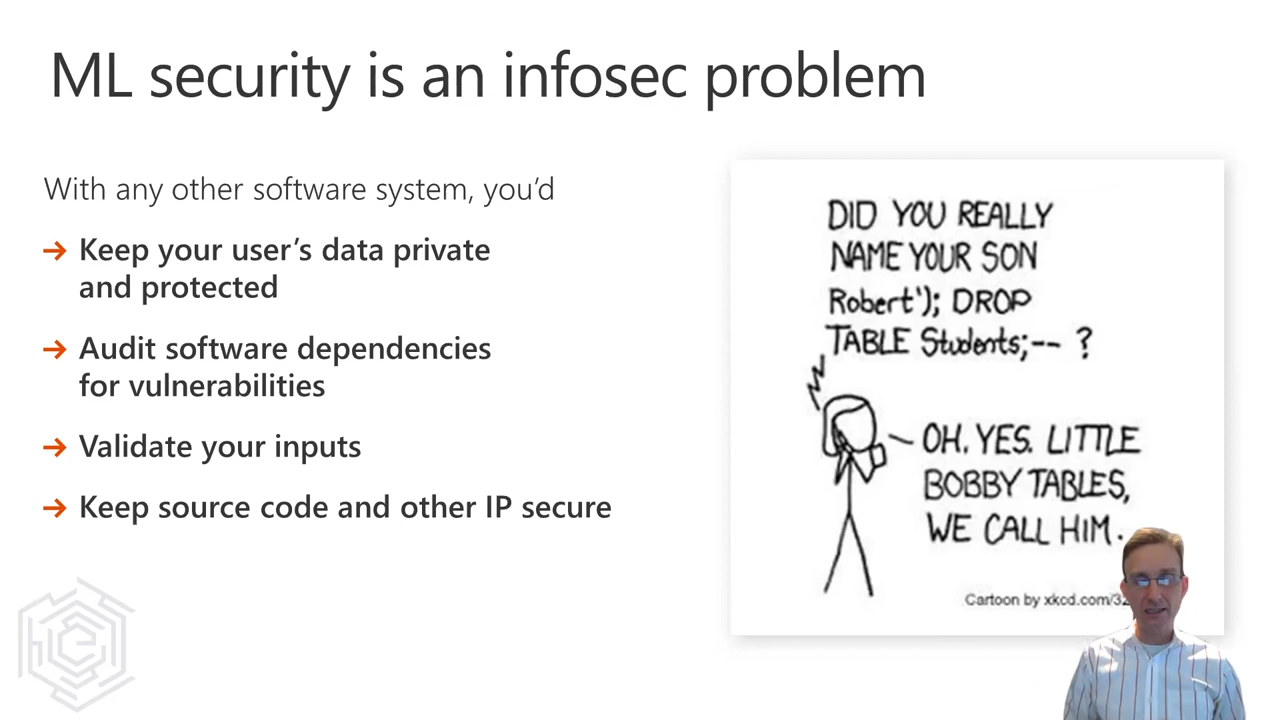 ML security is an infosec problem
With any other software system, you’d
→ Keep your user’s data private
and protected
→ Audit software dependencies
for vulnerabilities
→ Validate your inputs
→ Keep source code and other IP secure
DID YOU REALLY
NAME YOUR SON
Robert'); DROP
TABLE Students;-- ?
OH. YES. LITTLE
BOBBY TABLES,
WE CALL HIM.
Cartoon by